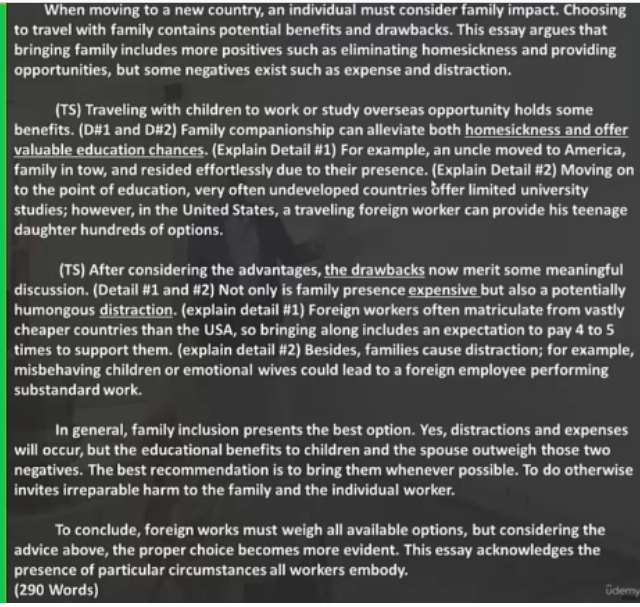 When moving to a new country, an individual must consider family impact. Choosing
to travel with family contains potential benefits and drawbacks. This essay argues that
bringing family includes more positives such as eliminating homesickness and providing
opportunities, but some negatives exist such as expense and distraction.
(TS) Traveling with children to work or study overseas opportunity holds some
benefits. (D#1 and D#2) Family companionship can alleviate both homesickness and offer
valuable education chances. (Explain Detail #1) For example, an uncle moved to America,
family in tow, and resided effortlessly due to their presence. (Explain Detail #2) Moving on
to the point of education, very often undeveloped countries offer limited university
studies; however, in the United States, a traveling foreign worker can provide his teenage
daughter hundreds of options.
(TS) After considering the advantages, the drawbacks now merit some meaningful
discussion. (Detail #1 and #2) Not only is family presence expensive but also a potentially
humongous distraction. (explain detail #1) Foreign workers often matriculate from vastly
cheaper countries than the USA, so bringing along includes an expectation to pay 4 to 5
times to support them. (explain detail #2) Besides, families cause distraction; for example,
misbehaving children or emotional wives could lead to a foreign employee performing
substandard work.
In general, family inclusion presents the best option. Yes, distractions and expenses
will occur, but the educational benefits to children and the spouse outweigh those two
negatives. The best recommendation is to bring them whenever possible. To do otherwise
invites irreparable harm to the family and the individual worker.
To conclude, foreign works must weigh all available options, but considering the
advice above, the proper choice becomes more evident. This essay acknowledges the
presence of particular circumstances all workers embody.
(290 Words)
ûdemy